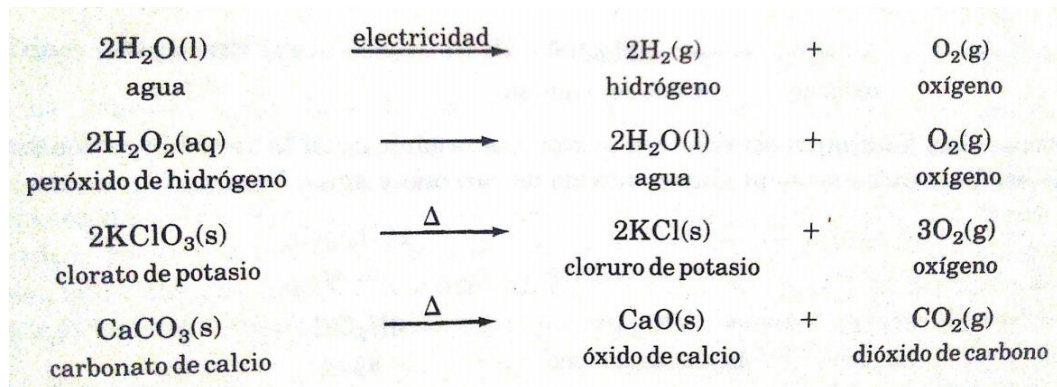 2H₂O(l) electricidad 2H₂(g) + O₂(g)
agua hidrógeno oxígeno
2H₂O₂(aq) 2H₂O(l) + O₂(g)
peróxido de hidrógeno agua oxígeno
2KClO₃(s) Δ 2KCl(s) + 3O₂(g)
clorato de potasio cloruro de potasio oxígeno
CaCO₃(s) Δ CaO(s) + CO₂(g)
carbonato de calcio óxido de calcio dióxido de carbono